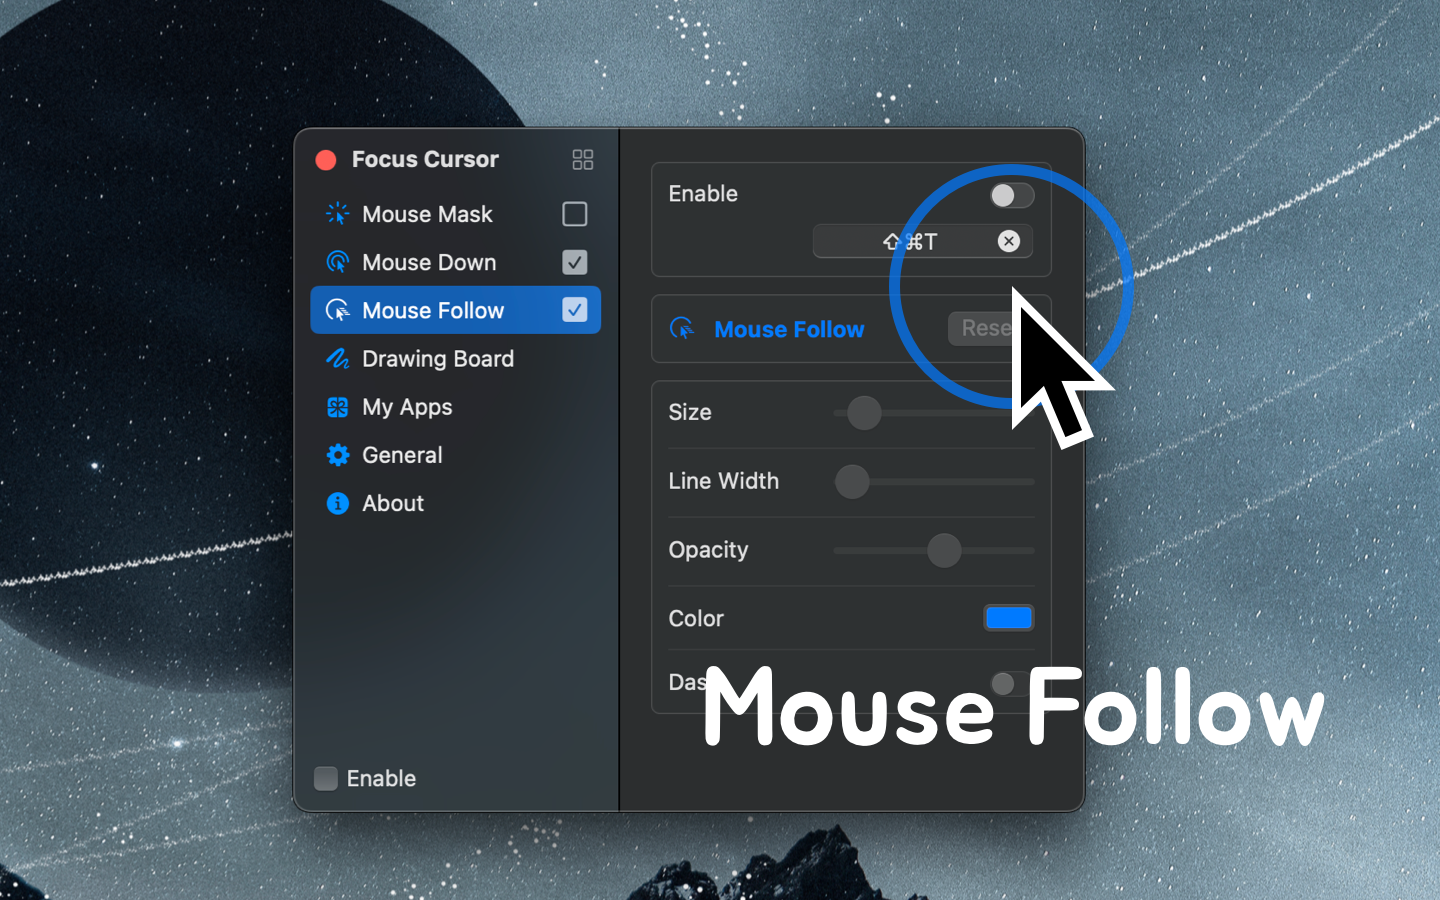 Focus Cursor
Mouse Mask
Mouse Down
Mouse Follow
Drawing Board
My Apps
General
About
Enable
Enable
⇧⌘T
Mouse Follow
Size
Line Width
Opacity
Color
Mouse Follow